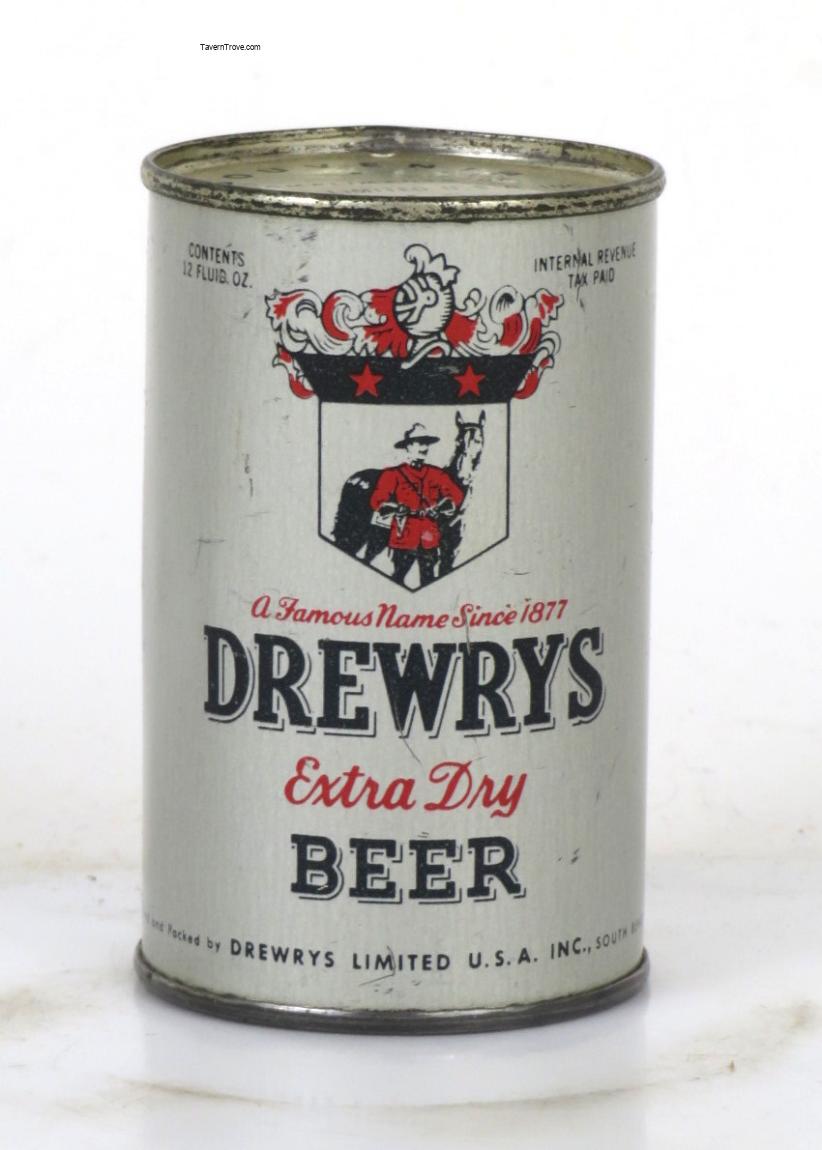 TavernTrove.com
LIMITED
CONTENTS
12 FLUID. OZ.
INTERNAL REVENUE
TAX PAID
A Famous Name Since 1877
DREWRYS
Extra Dry
BEER
and Packed by DREWRYS LIMITED U.S.A. INC., SOUTH